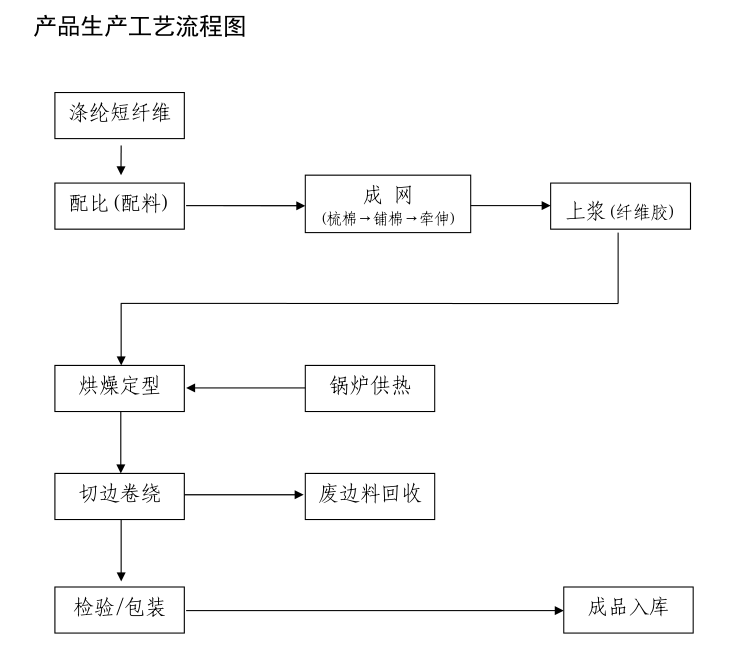 产品生产工艺流程图
涤纶短纤维
配比(配料)
成 网
(梳棉→铺棉→牵伸)
上浆(纤维胶)
烘燥定型
锅炉供热
切边卷绕
废边料回收
检验/包装
成品入库